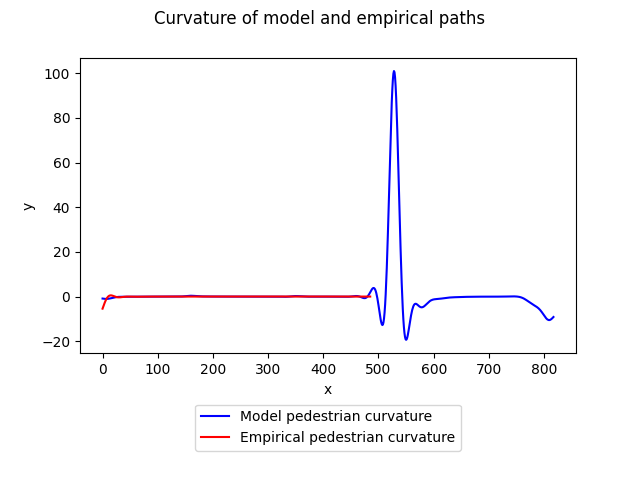 Curvature of model and empirical paths
100
80
60
40
20
0
−20
y
0 100 200 300 400 500 600 700 800
x
Model pedestrian curvature
Empirical pedestrian curvature